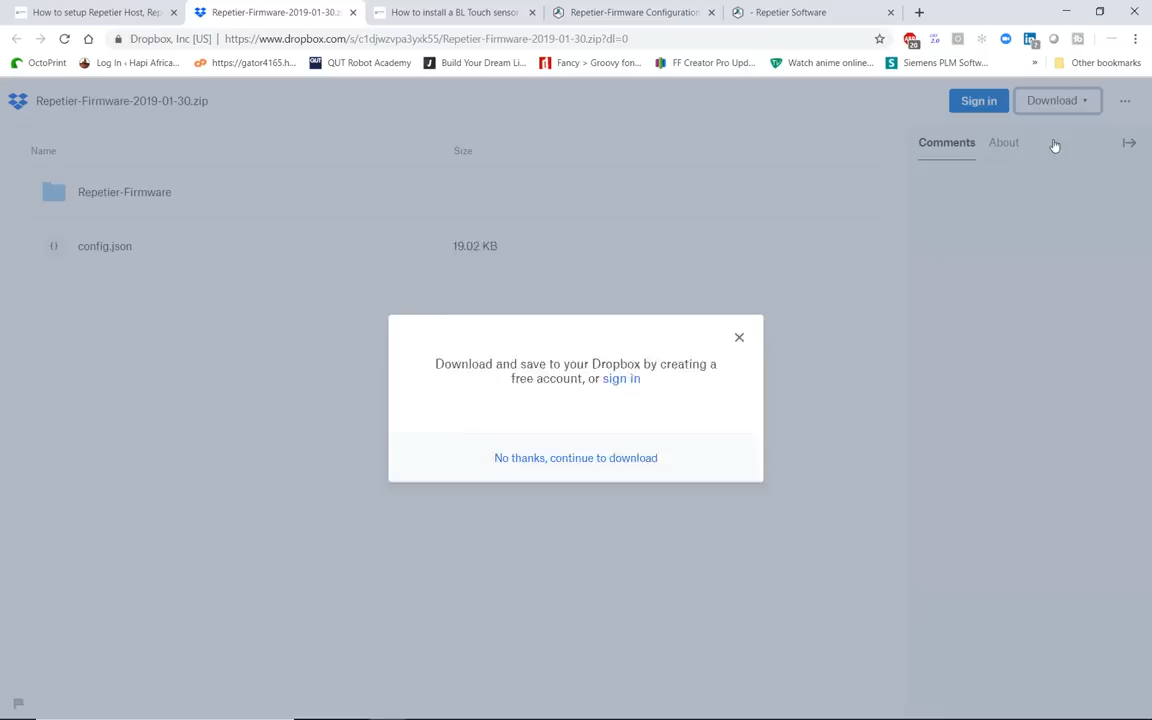 How to setup Repetier Host, Rep
Repetier-Firmware-2019-01-30.z
How to install a BL Touch sensor
Repetier-Firmware Configuration
- Repetier Software
Dropbox, Inc [US] | https://www.dropbox.com/s/c1djwzvpa3yxk55/Repetier-Firmware-2019-01-30.zip?dl=0
OctoPrint
Log In ‹ Hapi Africa...
https://gator4165.h...
QUT Robot Academy
Build Your Dream Li...
Fancy > Groovy fon...
FF Creator Pro Upd...
Watch anime online...
Siemens PLM Softw...
»
Other bookmarks
Repetier-Firmware-2019-01-30.zip
Sign in
Download
Comments
About
Name
Size
Repetier-Firmware
config.json
19.02 KB
Download and save to your Dropbox by creating a
free account, or sign in
No thanks, continue to download